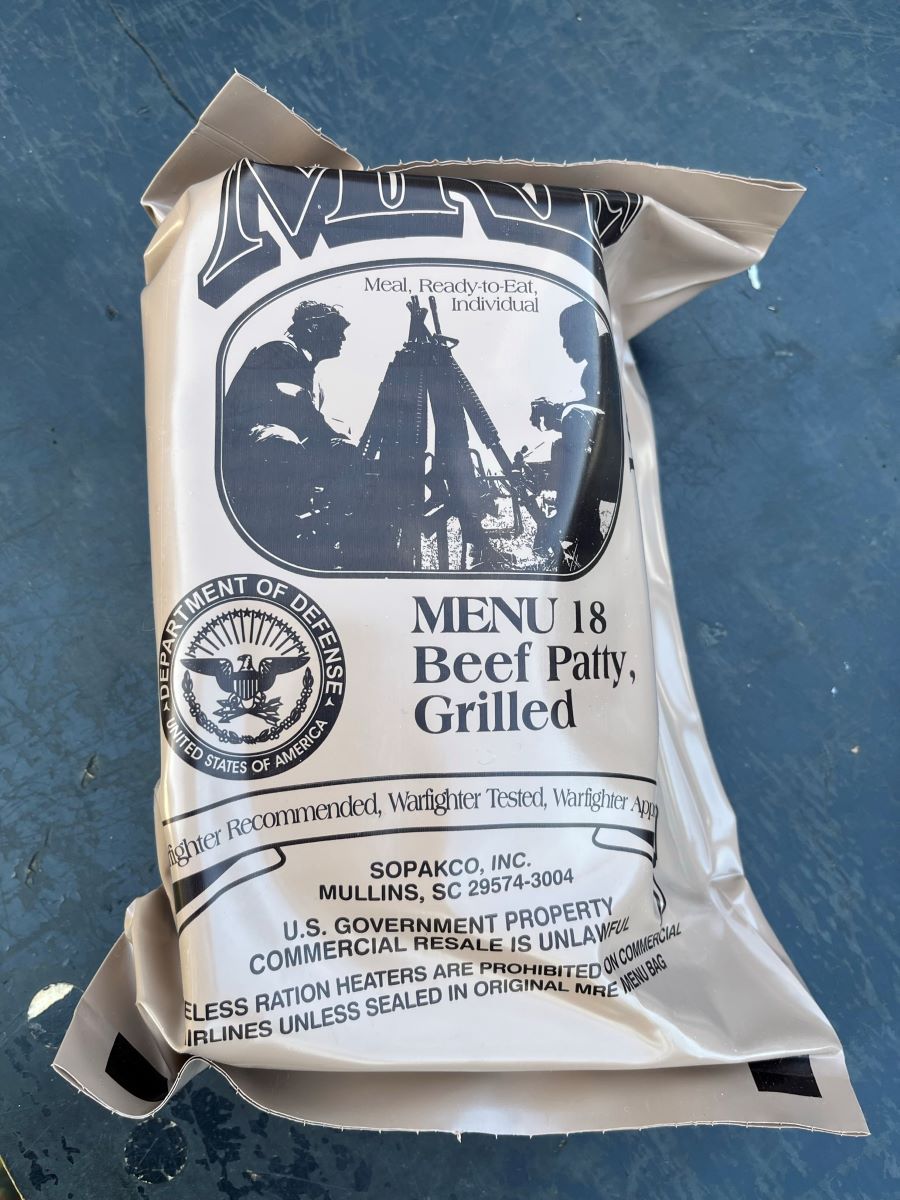 Meal, Ready-to-Eat,
Individual
DEPARTMENT OF DEFENSE
UNITED STATES OF AMERICA
MENU 18
Beef Patty,
Grilled
Recommended, Warfighter Tested, Warfighter
SOPAKCO, INC.
MULLINS, SC 29574-3004
U.S. GOVERNMENT PROPERTY
COMMERCIAL RESALE IS UNLAWFUL
RATION HEATERS ARE PROHIBITED ON COMMERCIAL
UNLESS SEALED IN ORIGINAL MRE MENU BAG